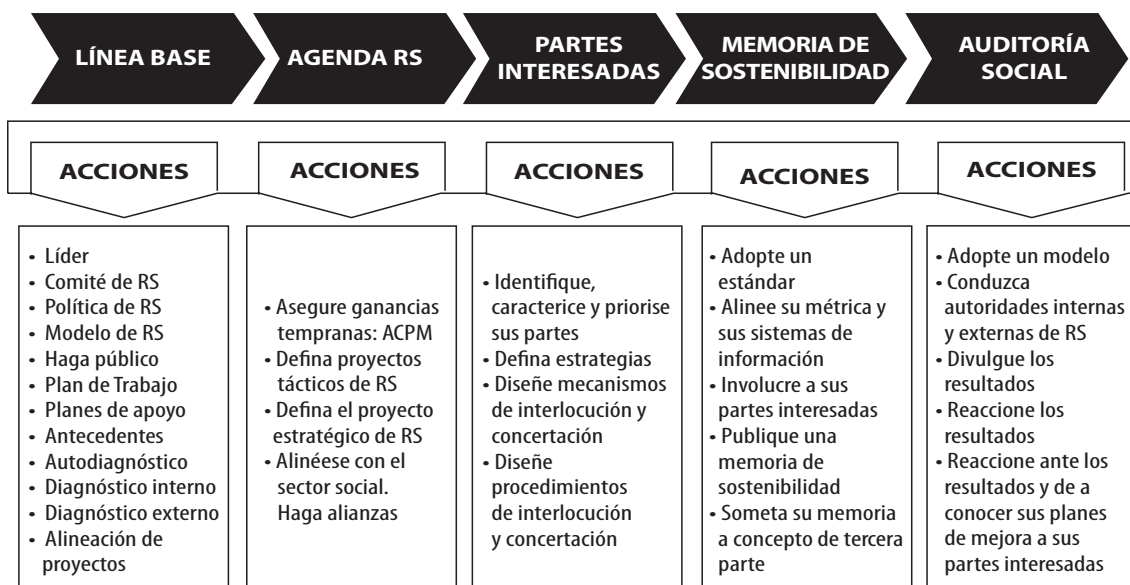 LÍNEA BASE
AGENDA RS
PARTES
INTERESADAS
MEMORIA DE
SOSTENIBILIDAD
AUDITORÍA
SOCIAL
ACCIONES
ACCIONES
ACCIONES
ACCIONES
ACCIONES
• Líder
• Comité de RS
• Política de RS
• Modelo de RS
• Haga público
• Plan de Trabajo
• Planes de apoyo
• Antecedentes
• Autodiagnóstico
• Diagnóstico interno
• Diagnóstico externo
• Alineación de
proyectos
• Asegure ganancias
tempranas: ACPM
• Defina proyectos
tácticos de RS
• Defina el proyecto
estratégico de RS
• Alinéese con el
sector social.
Haga alianzas
• Identifique,
caracterice y priorise
sus partes
• Defina estrategias
• Diseñe mecanismos
de interlocución y
concertación
• Diseñe
procedimientos
de interlocución
y concertación
• Adopte un
estándar
• Alinee su métrica y
sus sistemas de
información
• Involucre a sus
partes interesadas
• Publique una
memoria de
sostenibilidad
• Someta su memoria
a concepto de tercera
parte
• Adopte un modelo
• Conduzca
autoridades internas
y externas de RS
• Divulgue los
resultados
• Reaccione los
resultados
• Reaccione ante los
resultados y de a
conocer sus planes
de mejora a sus
partes interesadas